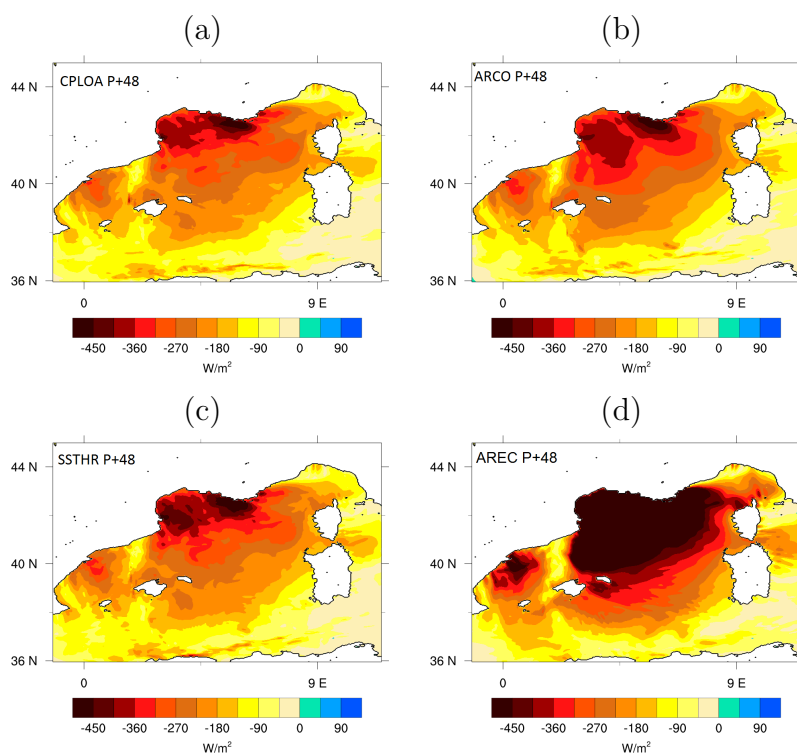 (a)
(b)
44 N
CPLOA P+48
40 N
36 N
0
9 E
-450 -360 -270 -180 -90 0 90
W/m²
44 N
ARCO P+48
40 N
36 N
0
9 E
-450 -360 -270 -180 -90 0 90
W/m²
(c)
(d)
44 N
SSTHR P+48
40 N
36 N
0
9 E
-450 -360 -270 -180 -90 0 90
W/m²
44 N
AREC P+48
40 N
36 N
0
9 E
-450 -360 -270 -180 -90 0 90
W/m²